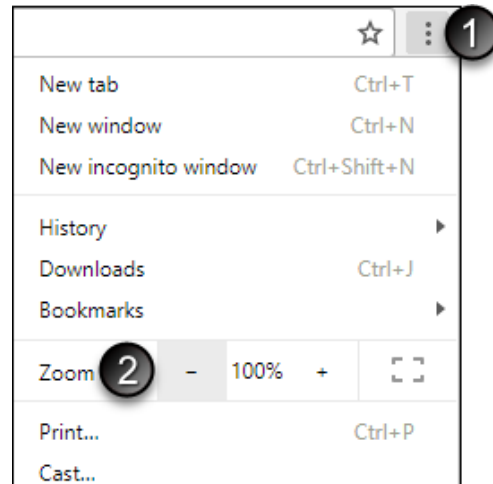 1
New tab Ctrl+T
New window Ctrl+N
New incognito window Ctrl+Shift+N
History
Downloads Ctrl+J
Bookmarks
Zoom 2 - 100% +
Print... Ctrl+P
Cast...